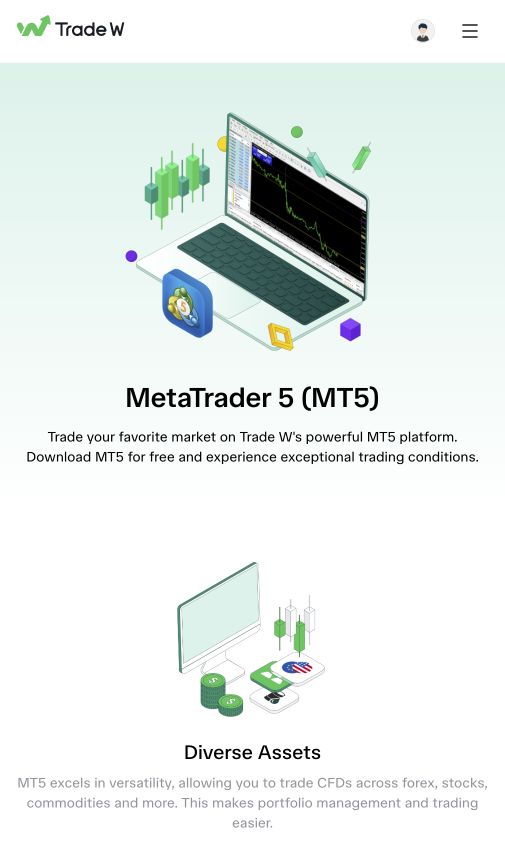 Trade W
MetaTrader 5 (MT5)
Trade your favorite market on Trade W's powerful MT5 platform.
Download MT5 for free and experience exceptional trading conditions.
Diverse Assets
MT5 excels in versatility, allowing you to trade CFDs across forex, stocks,
commodities and more. This makes portfolio management and trading
easier.